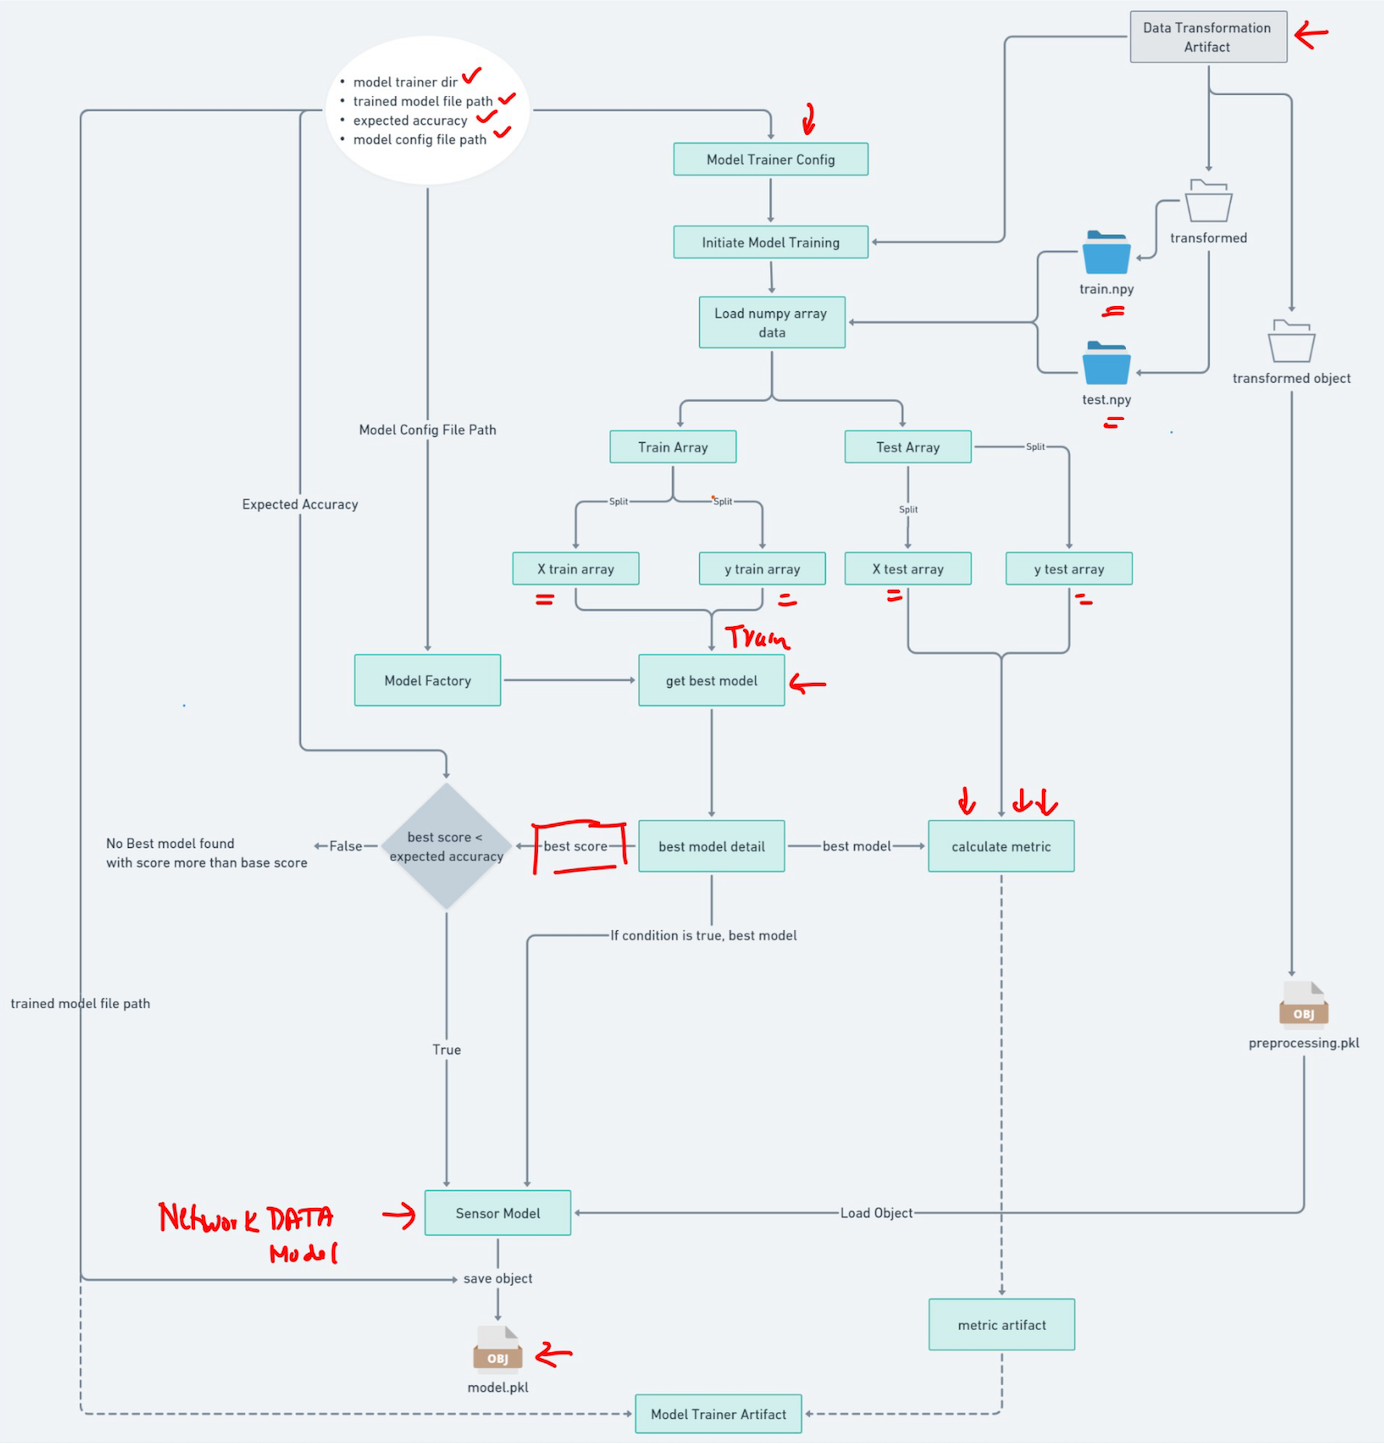 Data Transformation
Artifact
• model trainer dir
• trained model file path
• expected accuracy
• model config file path
Model Trainer Config
Initiate Model Training
transformed
train.npy
Load numpy array
data
test.npy
transformed object
Model Config File Path
Train Array
Test Array
Split
Split
Split
Split
Expected Accuracy
X train array
y train array
X test array
y test array
Train
Model Factory
get best model
No Best model found
with score more than base score
False
best score <
expected accuracy
best score
best model detail
best model
calculate metric
If condition is true, best model
trained model file path
OBJ
preprocessing.pkl
True
Network DATA
Model
Sensor Model
Load Object
save object
metric artifact
OBJ
model.pkl
Model Trainer Artifact